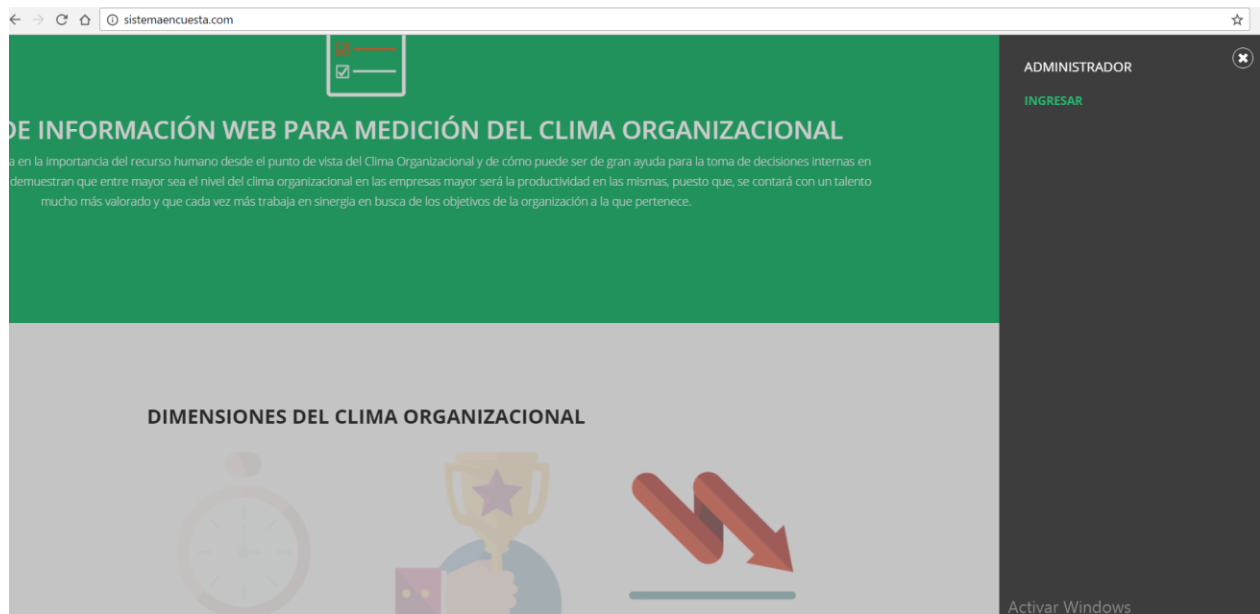 sistemaencuesta.com
ADMINISTRADOR
INGRESAR
DE INFORMACIÓN WEB PARA MEDICIÓN DEL CLIMA ORGANIZACIONAL
a en la importancia del recurso humano desde el punto de vista del Clima Organizacional y de cómo puede ser de gran ayuda para la toma de decisiones internas en
demuestran que entre mayor sea el nivel del clima organizacional en las empresas mayor será la productividad en las mismas, puesto que, se contará con un talento
mucho más valorado y que cada vez más trabaja en sinergia en busca de los objetivos de la organización a la que pertenece.
DIMENSIONES DEL CLIMA ORGANIZACIONAL
Activar Windows